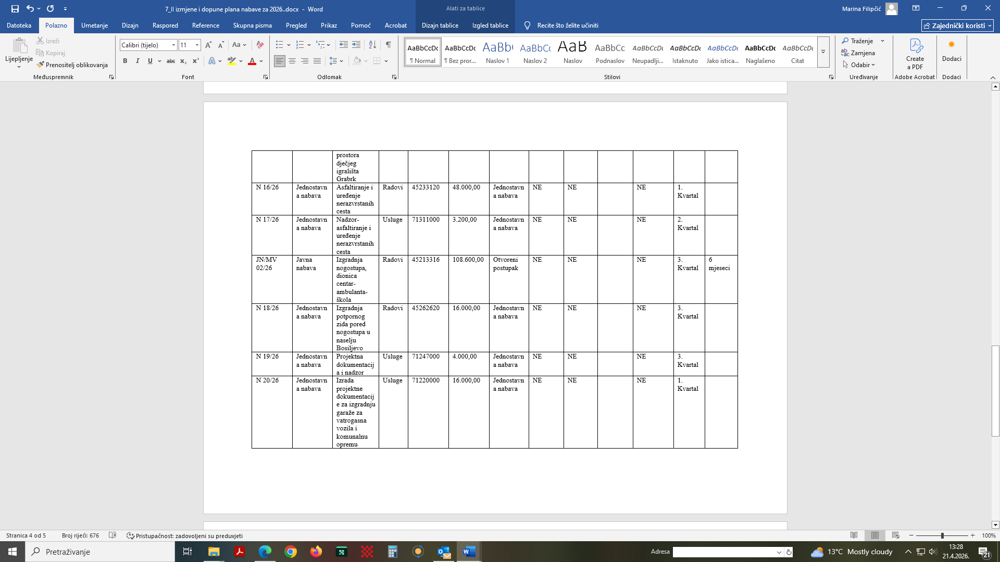 7_II izmjene i dopune plana nabave za 2026..docx - Word
Alati za tablice
Marina Filipčić
Datoteka Polazno Umetanje Dizajn Raspored Reference Skupna pisma Pregled Prikaz Pomoć Acrobat Dizajn tablice Izgled tablice Recite što želite učiniti Zajednički koristi
Lijepljenje
Izreži
Kopiraj
Prenositelj oblikovanja
Međuspremnik
Calibri (tijelo) 11
Font
Odlomak
AaBbCcDc AaBbCcDc AaBb( AaBbCc AaB AaBbCc AaBbCcDc AaBbCcDc AaBbCcDc AaBbCcDc AaBbCcDc
¶ Normal ¶ Bez pror... Naslov 1 Naslov 2 Naslov Podnaslov Neupadlji... Istaknuto Jako istica... Naglašeno Citat
Stilovi
Traženje
Zamjena
Odabir
Uređivanje
Create
a PDF
Adobe Acrobat
Dodaci
Dodaci
prostora
dječjeg
igrališta
Grabrk
N 16/26 Jednostavn Asfaltiranje i Radovi 45233120 48.000,00 Jednostavn NE NE NE 1.
a nabava uređenje a nabava Kvartal
nerazvrstanih
cesta
N 17/26 Jednostavn Nadzor- Usluge 71311000 3.200,00 Jednostavn NE NE NE 2.
a nabava asfaltiranje i a nabava Kvartal
uređenje
nerazvrstanih
cesta
JN/MV Javna Izgradnja Radovi 45213316 108.600,00 Otvoreni NE NE NE 3. 6
02/26 nabava nogostupa, postupak Kvartal mjeseci
dionica
centar-
ambulanta-
škola
N 18/26 Jednostavn Izgradnja Radovi 45262620 16.000,00 Jednostavn NE NE NE 3.
a nabava potpornog a nabava Kvartal
zida pored
nogostupa u
naselju
Bosiljevo
N 19/26 Jednostavn Projektna Usluge 71247000 4.000,00 Jednostavn NE NE NE 3.
a nabava dokumentacij a nabava Kvartal
a i nadzor
N 20/26 Jednostavn Izrada Usluge 71220000 16.000,00 Jednostavn NE NE NE 1.
a nabava projektne a nabava Kvartal
dokumentacij
e za izgradnju
garaže za
vatrogasna
vozila i
komunalnu
opremu
Stranica 4 od 5 Broj riječi: 676 Pristupačnost: zadovoljeni su preduvjeti 100%
Pretraživanje
Adresa
13°C Mostly cloudy
13:28
21.4.2026.
21